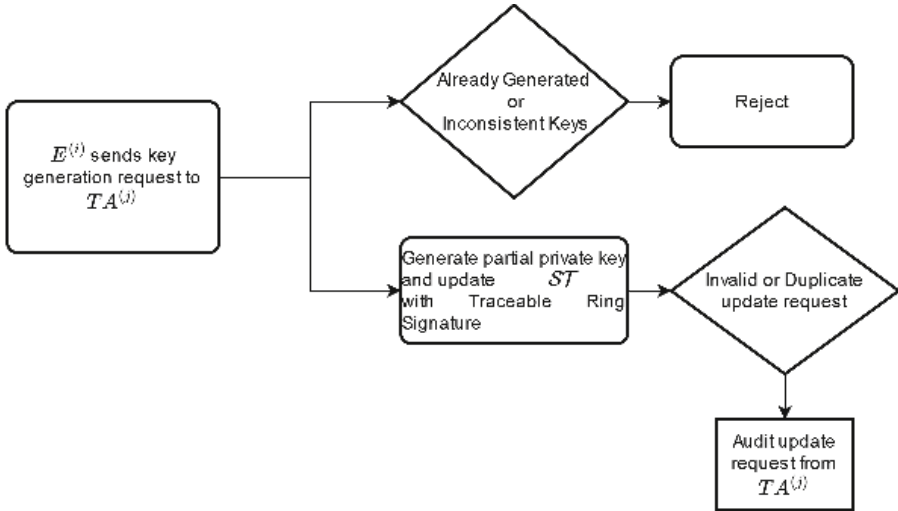 Already Generated
or
Inconsistent Keys
Reject
E^(i) sends key
generation request to
TA^(j)
Generate partial private key
and update 𝒮𝒯
with Traceable Ring
Signature
Invalid or Duplicate
update request
Audit update
request from
TA^(j)